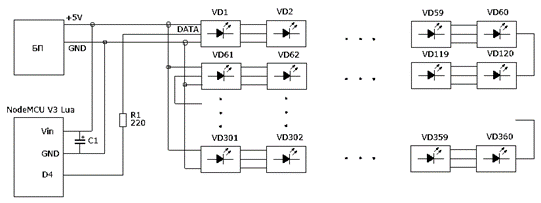 БП
+5V
GND
DATA
VD1
VD2
VD59
VD60
VD61
VD62
VD119
VD120
NodeMCU V3 Lua
Vin
C1
GND
D4
R1
220
VD301
VD302
VD359
VD360